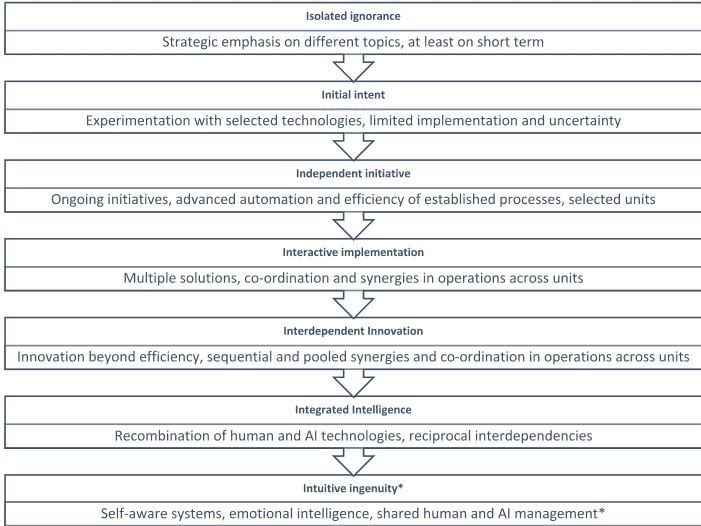 Isolated ignorance
Strategic emphasis on different topics, at least on short term
Initial intent
Experimentation with selected technologies, limited implementation and uncertainty
Independent initiative
Ongoing initiatives, advanced automation and efficiency of established processes, selected units
Interactive implementation
Multiple solutions, co-ordination and synergies in operations across units
Interdependent Innovation
Innovation beyond efficiency, sequential and pooled synergies and co-ordination in operations across units
Integrated Intelligence
Recombination of human and AI technologies, reciprocal interdependencies
Intuitive ingenuity*
Self-aware systems, emotional intelligence, shared human and AI management*